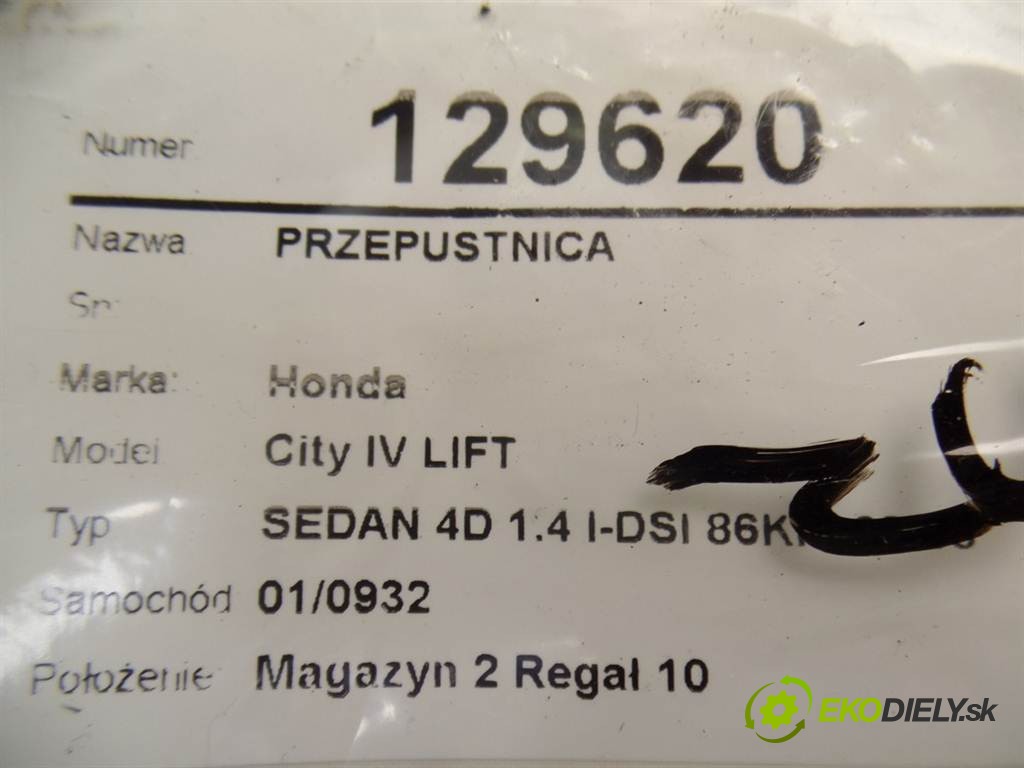 Numer 129620
Nazwa PRZEPUSTNICA
Marka: Honda
Model City IV LIFT
Typ SEDAN 4D 1.4 I-DSI
Samochód 01/0932
Położenie: Magazyn 2 Regał 10
EKODIELY.sk